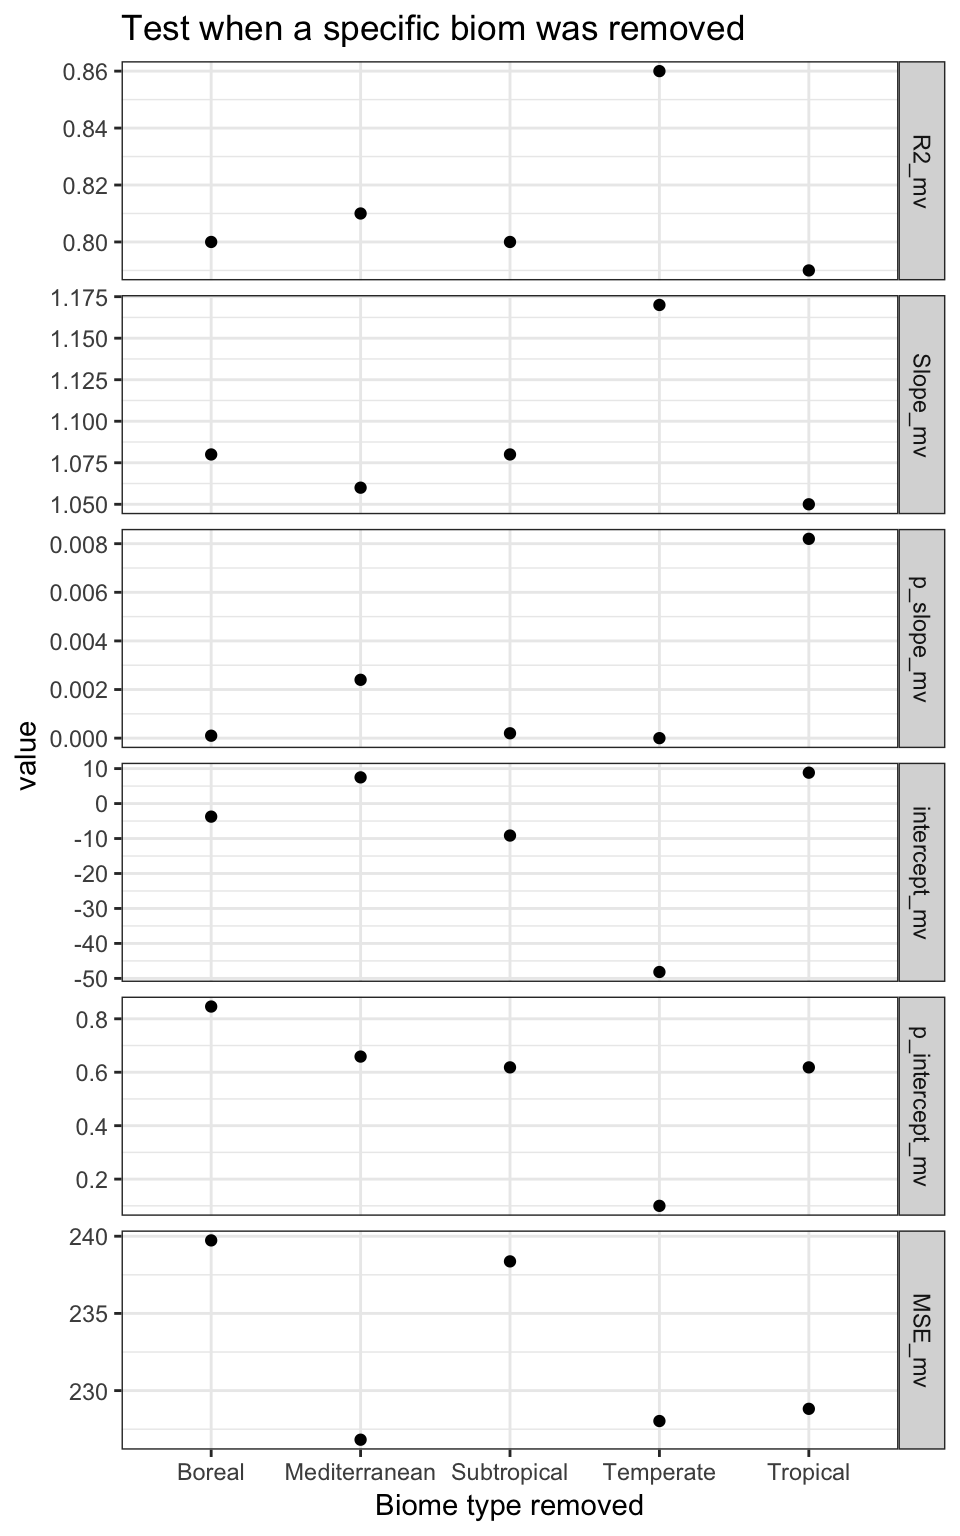 Test when a specific biom was removed
0.86
0.84
0.82
0.80
R2_mv
1.175
1.150
1.125
1.100
1.075
1.050
Slope_mv
0.008
0.006
0.004
0.002
0.000
p_slope_mv
value
10
0
-10
-20
-30
-40
-50
intercept_mv
0.8
0.6
0.4
0.2
p_intercept_mv
240
235
230
MSE_mv
Boreal Mediterranean Subtropical Temperate Tropical
Biome type removed